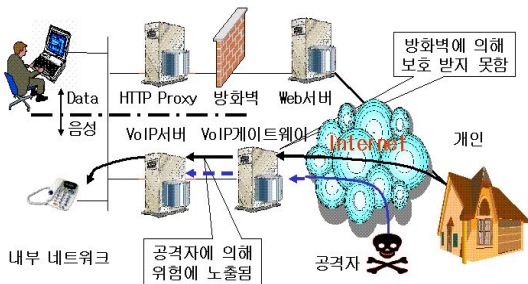 방화벽에 의해
보호 받지 못함
Data
HTTP Proxy
방화벽
Web서버
음성
VoIP서버
VoIP게이트웨이
Internet
개인
내부 네트워크
공격자에 의해
위험에 노출됨
공격자